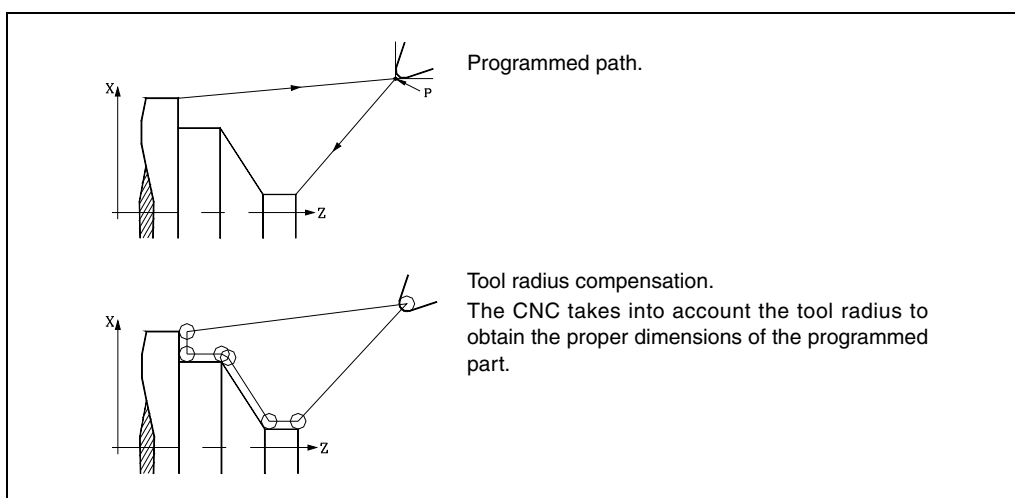 Programmed path.
X
P
Z
Tool radius compensation.
The CNC takes into account the tool radius to
obtain the proper dimensions of the programmed
part.
X
Z